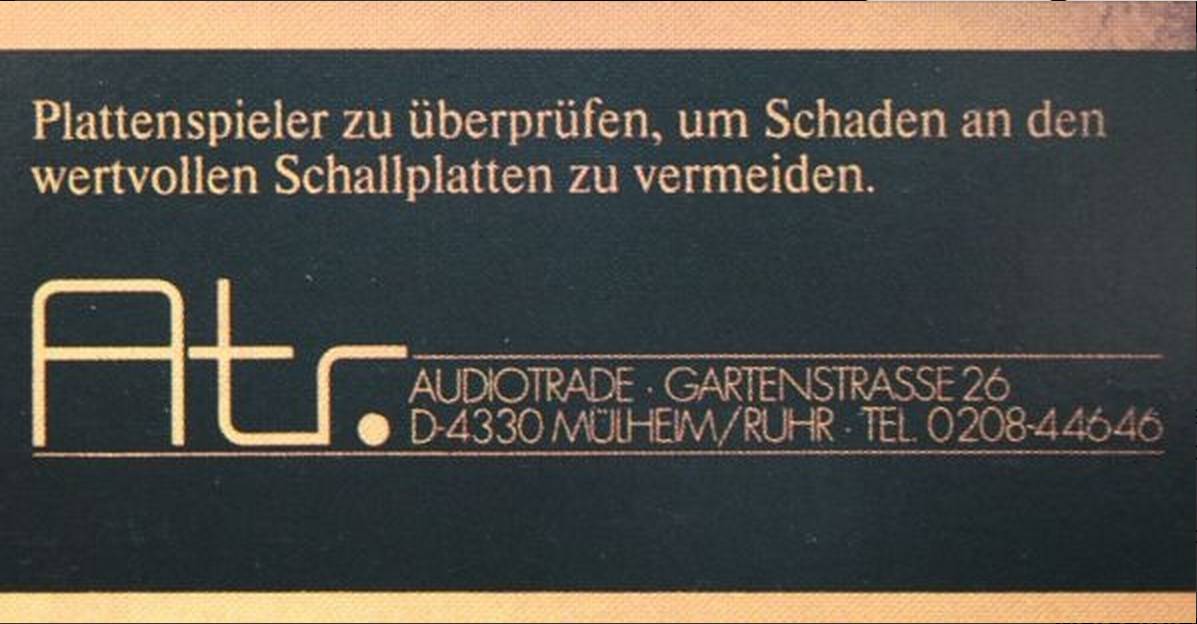 Plattenspieler zu überprüfen, um Schaden an den
wertvollen Schallplatten zu vermeiden.
Atr.
AUDIOTRADE · GARTENSTRASSE 26
D-4330 MÜLHEIM/RUHR · TEL. 0208-44646